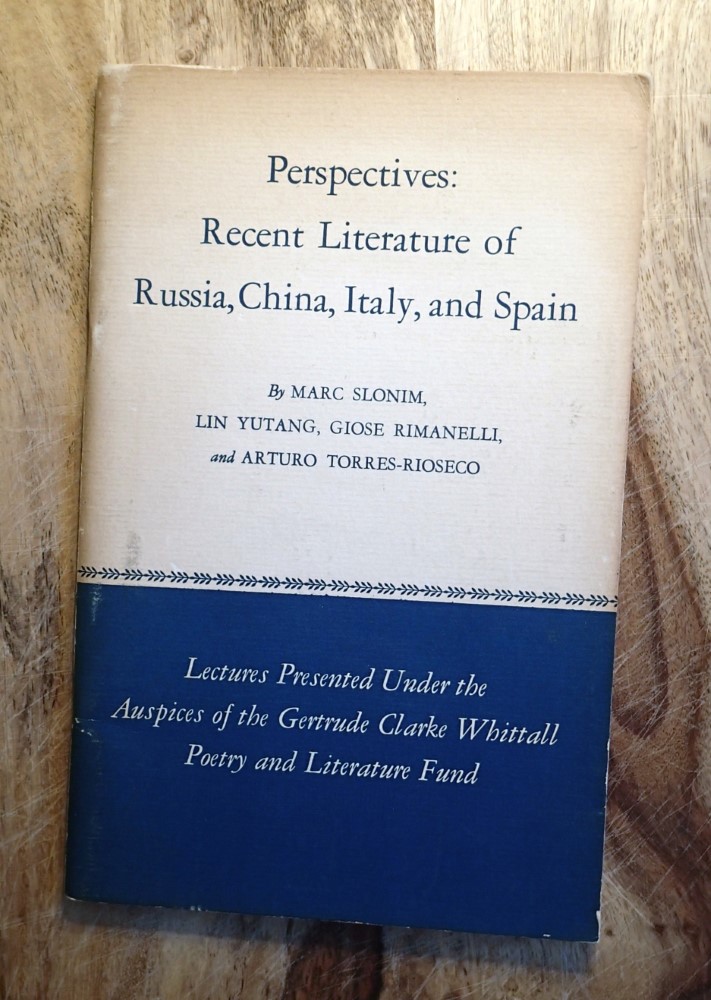 Perspectives:
Recent Literature of
Russia, China, Italy, and Spain
By MARC SLONIM,
LIN YUTANG, GIOSE RIMANELLI,
and ARTURO TORRES-RIOSECO
Lectures Presented Under the
Auspices of the Gertrude Clarke Whittall
Poetry and Literature Fund